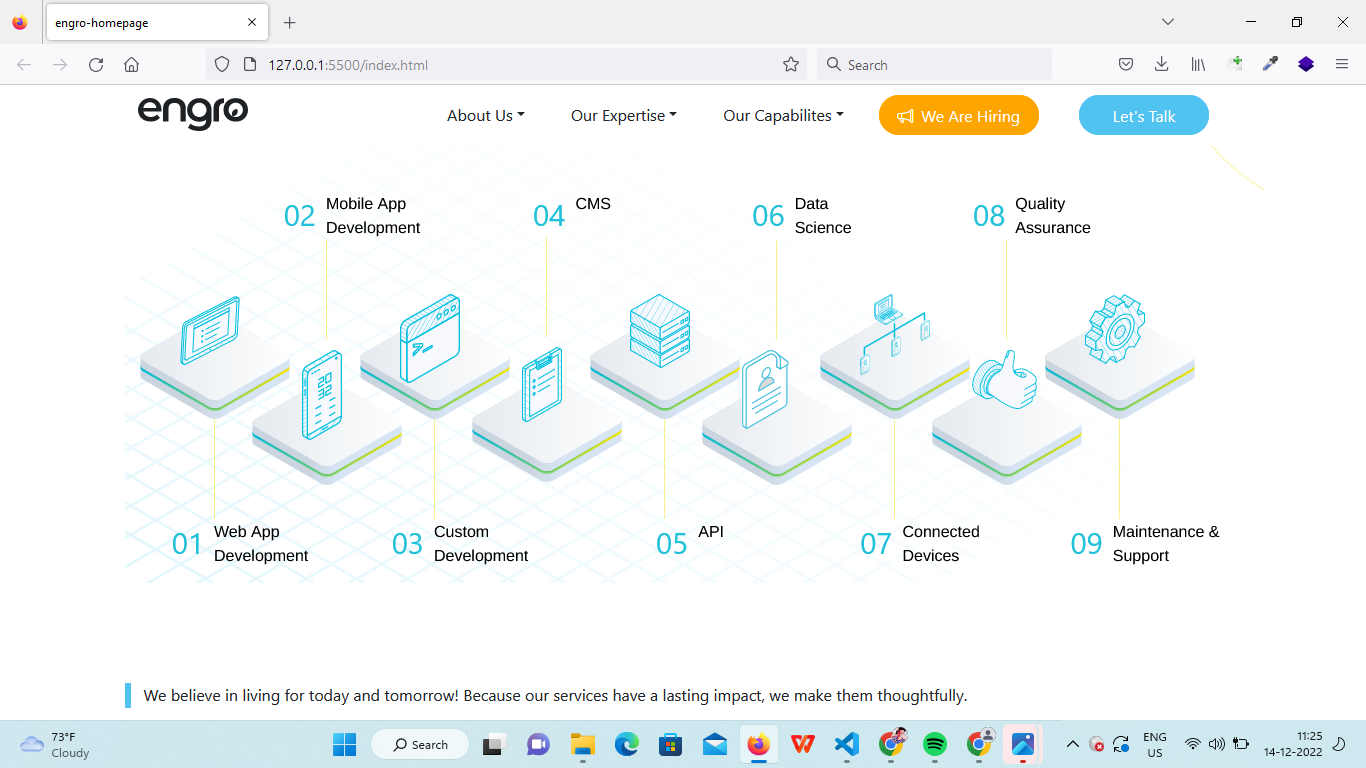 engro-homepage
127.0.0.1:5500/index.html
Search
engro
About Us
Our Expertise
Our Capabilites
We Are Hiring
Let's Talk
02 Mobile App
Development
04 CMS
06 Data
Science
08 Quality
Assurance
01 Web App
Development
03 Custom
Development
05 API
07 Connected
Devices
09 Maintenance &
Support
We believe in living for today and tomorrow! Because our services have a lasting impact, we make them thoughtfully.
73°F
Cloudy
Search
ENG
US
11:25
14-12-2022